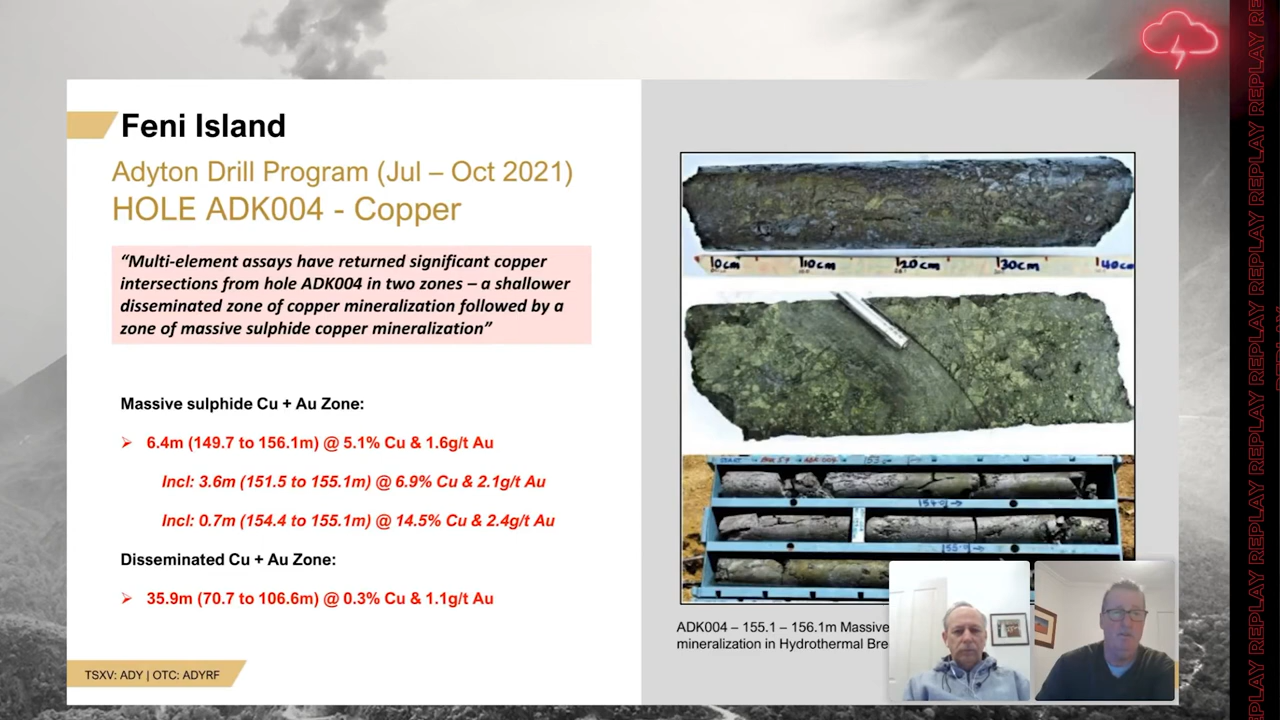 Feni Island
Adyton Drill Program (Jul – Oct 2021)
HOLE ADK004 - Copper
“Multi-element assays have returned significant copper
intersections from hole ADK004 in two zones – a shallower
disseminated zone of copper mineralization followed by a
zone of massive sulphide copper mineralization”
Massive sulphide Cu + Au Zone:
➢ 6.4m (149.7 to 156.1m) @ 5.1% Cu & 1.6g/t Au
Incl: 3.6m (151.5 to 155.1m) @ 6.9% Cu & 2.1g/t Au
Incl: 0.7m (154.4 to 155.1m) @ 14.5% Cu & 2.4g/t Au
Disseminated Cu + Au Zone:
➢ 35.9m (70.7 to 106.6m) @ 0.3% Cu & 1.1g/t Au
TSXV: ADY | OTC: ADYRF
0cm 10cm 20cm 30cm 40cm
ADK004 – 155.1 – 156.1m Massive
mineralization in Hydrothermal Bre
REPLAY REPLAY REPLAY REPLAY REPLAY REPLAY REPLAY REPLAY